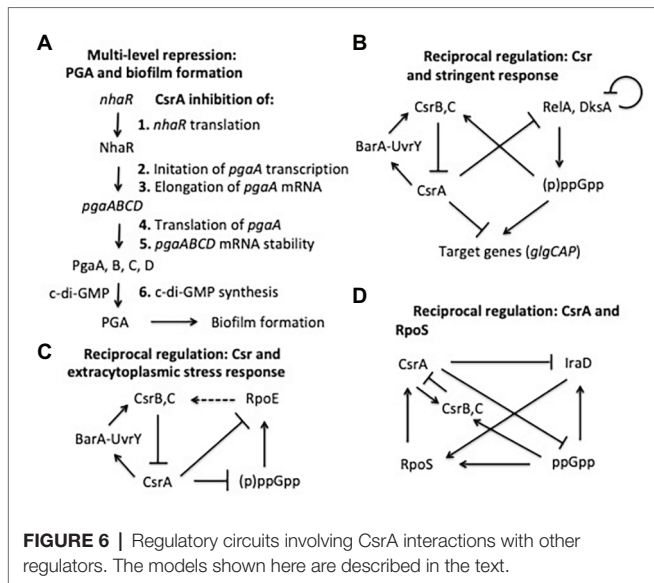 A
Multi-level repression:
PGA and biofilm formation
nhaR CsrA inhibition of:
1. nhaR translation
NhaR
2. Initation of pgaA transcription
3. Elongation of pgaA mRNA
pgaABCD
4. Translation of pgaA
5. pgaABCD mRNA stability
PgaA, B, C, D
c-di-GMP 6. c-di-GMP synthesis
PGA Biofilm formation
B
Reciprocal regulation: Csr
and stringent response
CsrB,C RelA, DksA
BarA-UvrY
CsrA (p)ppGpp
Target genes (glgCAP)
C
Reciprocal regulation: Csr and
extracytoplasmic stress response
CsrB,C RpoE
BarA-UvrY
CsrA (p)ppGpp
D
Reciprocal regulation: CsrA and
RpoS
CsrA IraD
CsrB,C
RpoS ppGpp
FIGURE 6 | Regulatory circuits involving CsrA interactions with other
regulators. The models shown here are described in the text.